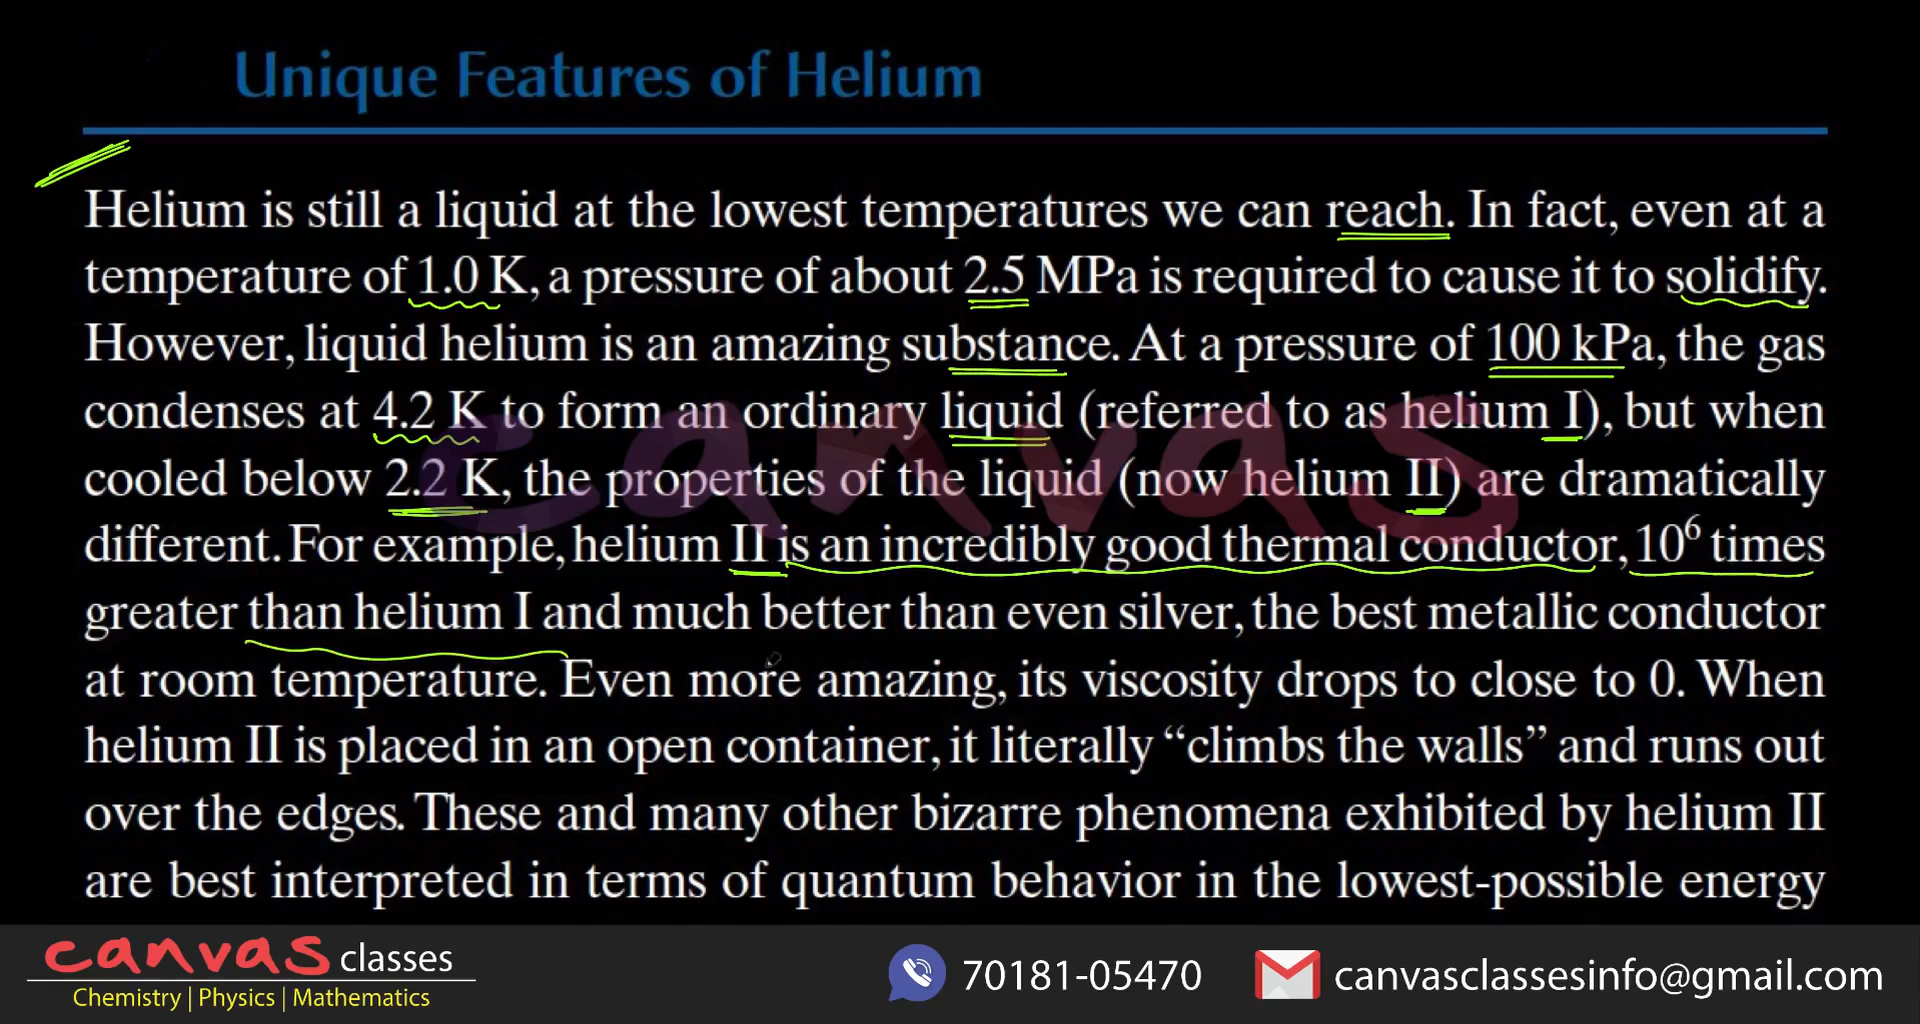 Unique Features of Helium
Helium is still a liquid at the lowest temperatures we can reach. In fact, even at a
temperature of 1.0 K, a pressure of about 2.5 MPa is required to cause it to solidify.
However, liquid helium is an amazing substance. At a pressure of 100 kPa, the gas
condenses at 4.2 K to form an ordinary liquid (referred to as helium I), but when
cooled below 2.2 K, the properties of the liquid (now helium II) are dramatically
different. For example, helium II is an incredibly good thermal conductor, 10⁶ times
greater than helium I and much better than even silver, the best metallic conductor
at room temperature. Even more amazing, its viscosity drops to close to 0. When
helium II is placed in an open container, it literally “climbs the walls” and runs out
over the edges. These and many other bizarre phenomena exhibited by helium II
are best interpreted in terms of quantum behavior in the lowest-possible energy
canvas
canvas classes
Chemistry | Physics | Mathematics
70181-05470
canvasclassesinfo@gmail.com